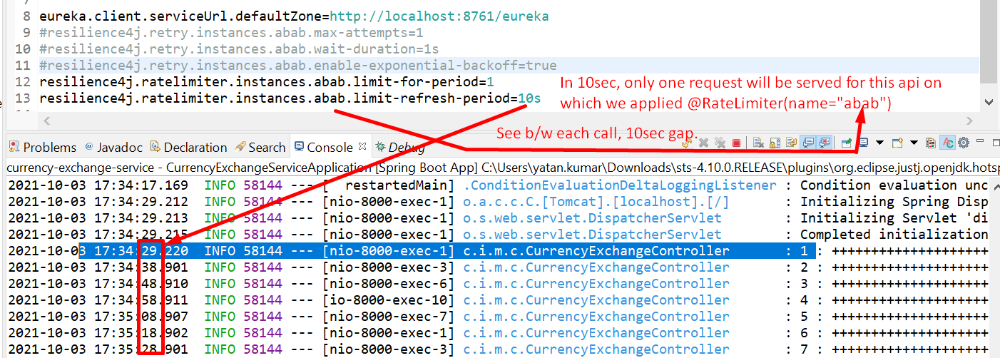 7
8 eureka.client.serviceUrl.defaultZone=http://localhost:8761/eureka
9 #resilience4j.retry.instances.abab.max-attempts=1
10 #resilience4j.retry.instances.abab.wait-duration=1s
11 #resilience4j.retry.instances.abab.enable-exponential-backoff=true
12 resilience4j.ratelimiter.instances.abab.limit-for-period=1
13 resilience4j.ratelimiter.instances.abab.limit-refresh-period=10s
In 10sec, only one request will be served for this api on
which we applied @RateLimiter(name="abab")
See b/w each call, 10sec gap.
Problems @ Javadoc Declaration Search Console Debug
currency-exchange-service - CurrencyExchangeServiceApplication [Spring Boot App] C:\Users\yatan.kumar\Downloads\sts-4.10.0.RELEASE\plugins\org.eclipse.justj.openjdk.hotsp
2021-10-03 17:34:17.169 INFO 58144 --- [ restartedMain] .ConditionEvaluationDeltaLoggingListener : Condition evaluation unc
2021-10-03 17:34:29.212 INFO 58144 --- [nio-8000-exec-1] o.a.c.c.C.[Tomcat].[localhost].[/] : Initializing Spring Disp
2021-10-03 17:34:29.213 INFO 58144 --- [nio-8000-exec-1] o.s.web.servlet.DispatcherServlet : Initializing Servlet 'di
2021-10-03 17:34:29.215 INFO 58144 --- [nio-8000-exec-1] o.s.web.servlet.DispatcherServlet : Completed initialization
2021-10-03 17:34:29.220 INFO 58144 --- [nio-8000-exec-1] c.i.m.c.CurrencyExchangeController : 1 : +++++++++++++++++++++
2021-10-03 17:34:38.901 INFO 58144 --- [nio-8000-exec-3] c.i.m.c.CurrencyExchangeController : 2 : +++++++++++++++++++++
2021-10-03 17:34:48.910 INFO 58144 --- [nio-8000-exec-6] c.i.m.c.CurrencyExchangeController : 3 : +++++++++++++++++++++
2021-10-03 17:34:58.911 INFO 58144 --- [io-8000-exec-10] c.i.m.c.CurrencyExchangeController : 4 : +++++++++++++++++++++
2021-10-03 17:35:08.907 INFO 58144 --- [nio-8000-exec-7] c.i.m.c.CurrencyExchangeController : 5 : +++++++++++++++++++++
2021-10-03 17:35:18.902 INFO 58144 --- [nio-8000-exec-1] c.i.m.c.CurrencyExchangeController : 6 : +++++++++++++++++++++
2021-10-03 17:35:28.901 INFO 58144 --- [nio-8000-exec-3] c.i.m.c.CurrencyExchangeController : 7 : +++++++++++++++++++++